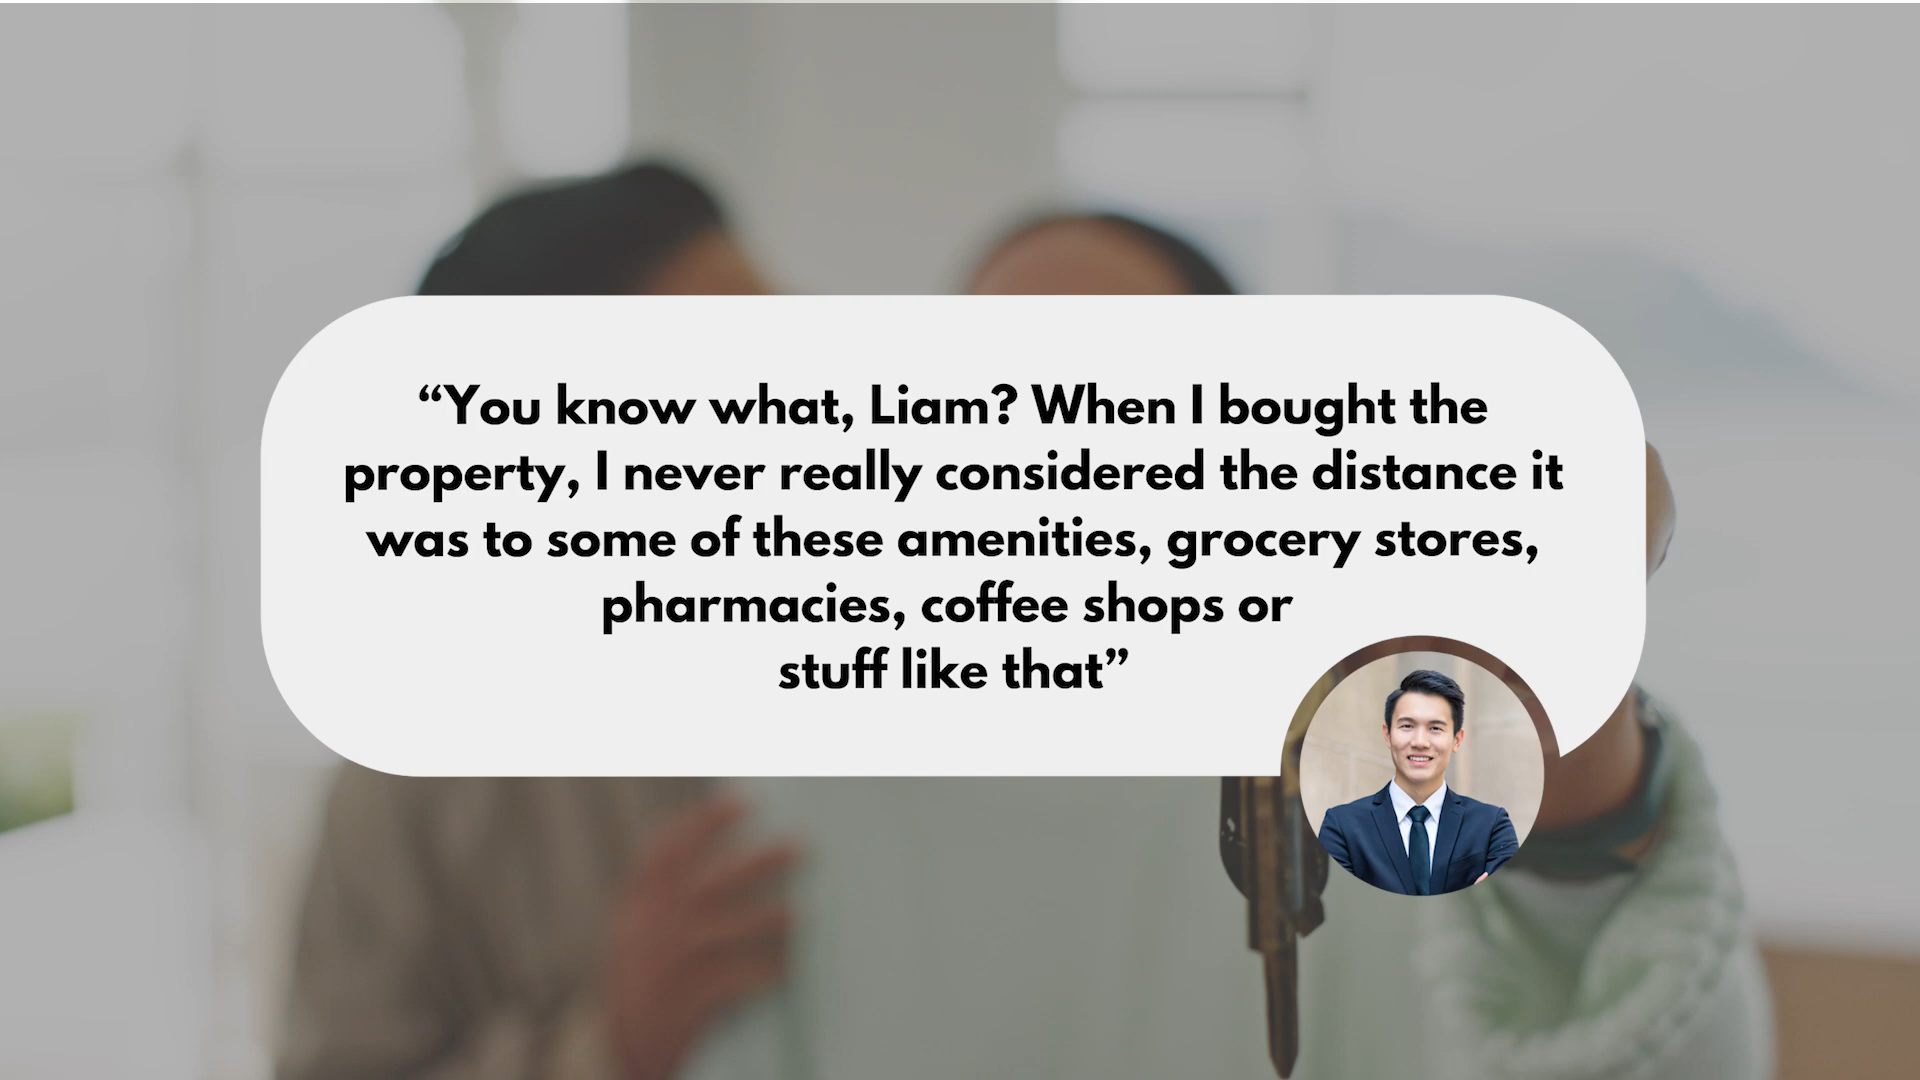 “You know what, Liam? When I bought the
property, I never really considered the distance it
was to some of these amenities, grocery stores,
pharmacies, coffee shops or
stuff like that”